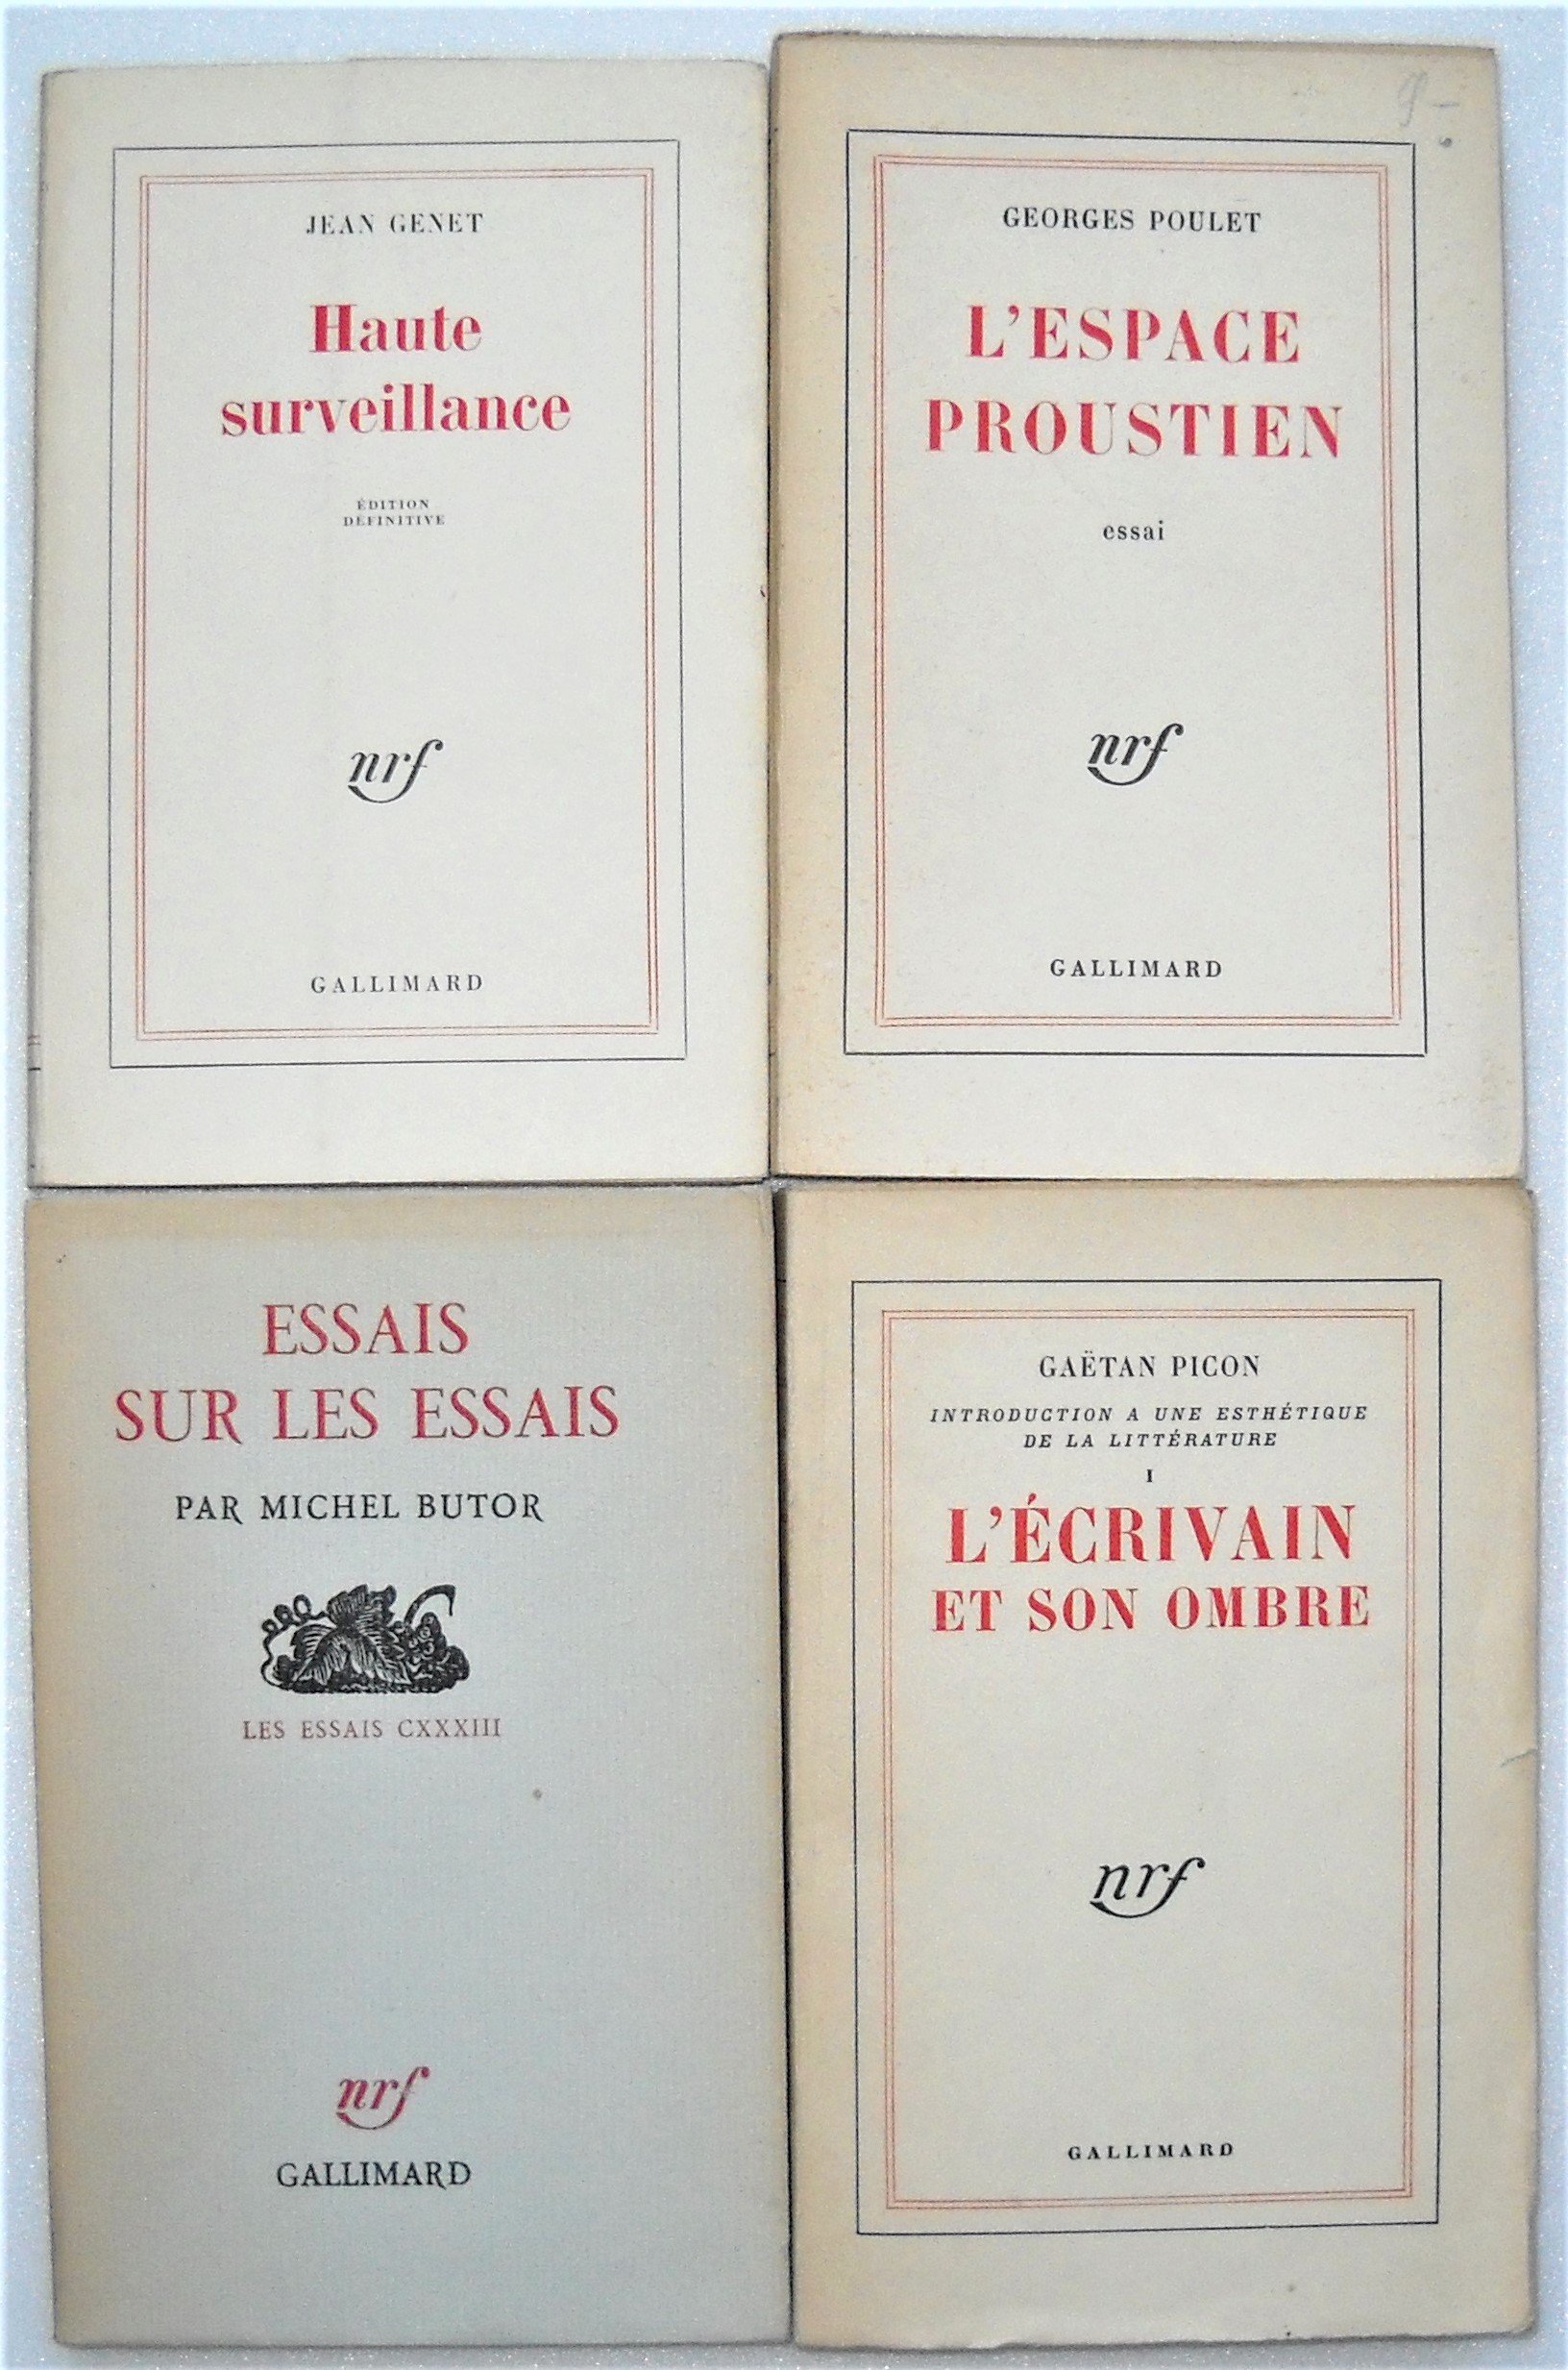 JEAN GENET
Haute
surveillance
ÉDITION
DÉFINITIVE
nrf
GALLIMARD
GEORGES POULET
L'ESPACE
PROUSTIEN
essai
nrf
GALLIMARD
ESSAIS
SUR LES ESSAIS
PAR MICHEL BUTOR
LES ESSAIS CXXXIII
nrf
GALLIMARD
GAËTAN PICON
INTRODUCTION A UNE ESTHÉTIQUE
DE LA LITTÉRATURE
I
L'ÉCRIVAIN
ET SON OMBRE
nrf
GALLIMARD